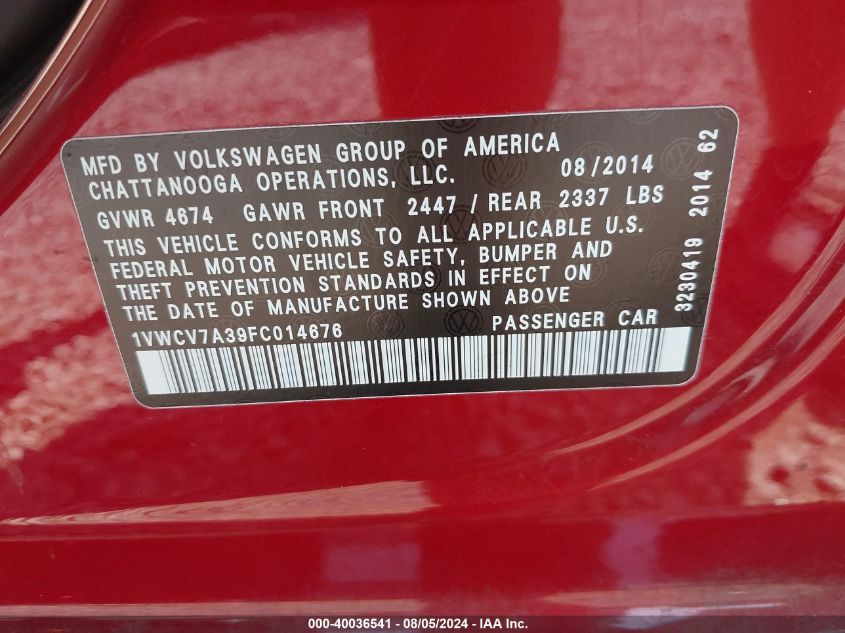 MFD BY VOLKSWAGEN GROUP OF AMERICA
CHATTANOOGA OPERATIONS, LLC. 08/2014
GVWR 4674 GAWR FRONT 2447 / REAR 2337 LBS
THIS VEHICLE CONFORMS TO ALL APPLICABLE U.S.
FEDERAL MOTOR VEHICLE SAFETY, BUMPER AND
THEFT PREVENTION STANDARDS IN EFFECT ON
THE DATE OF MANUFACTURE SHOWN ABOVE
1VWCV7A39FC014676 PASSENGER CAR
3230419 2014 62
000-40036541 - 08/05/2024 - IAA Inc.